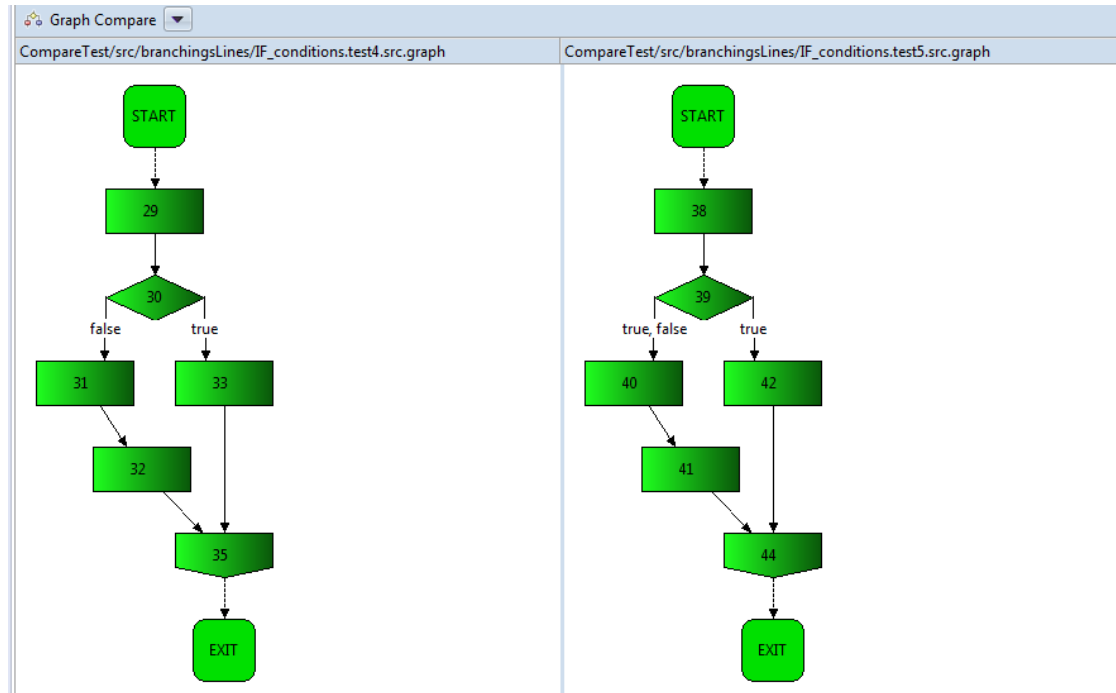 Graph Compare
CompareTest/src/branchingsLines/IF_conditions.test4.src.graph
CompareTest/src/branchingsLines/IF_conditions.test5.src.graph
START
29
30
false
true
31
33
32
35
EXIT
START
38
39
true, false
true
40
42
41
44
EXIT